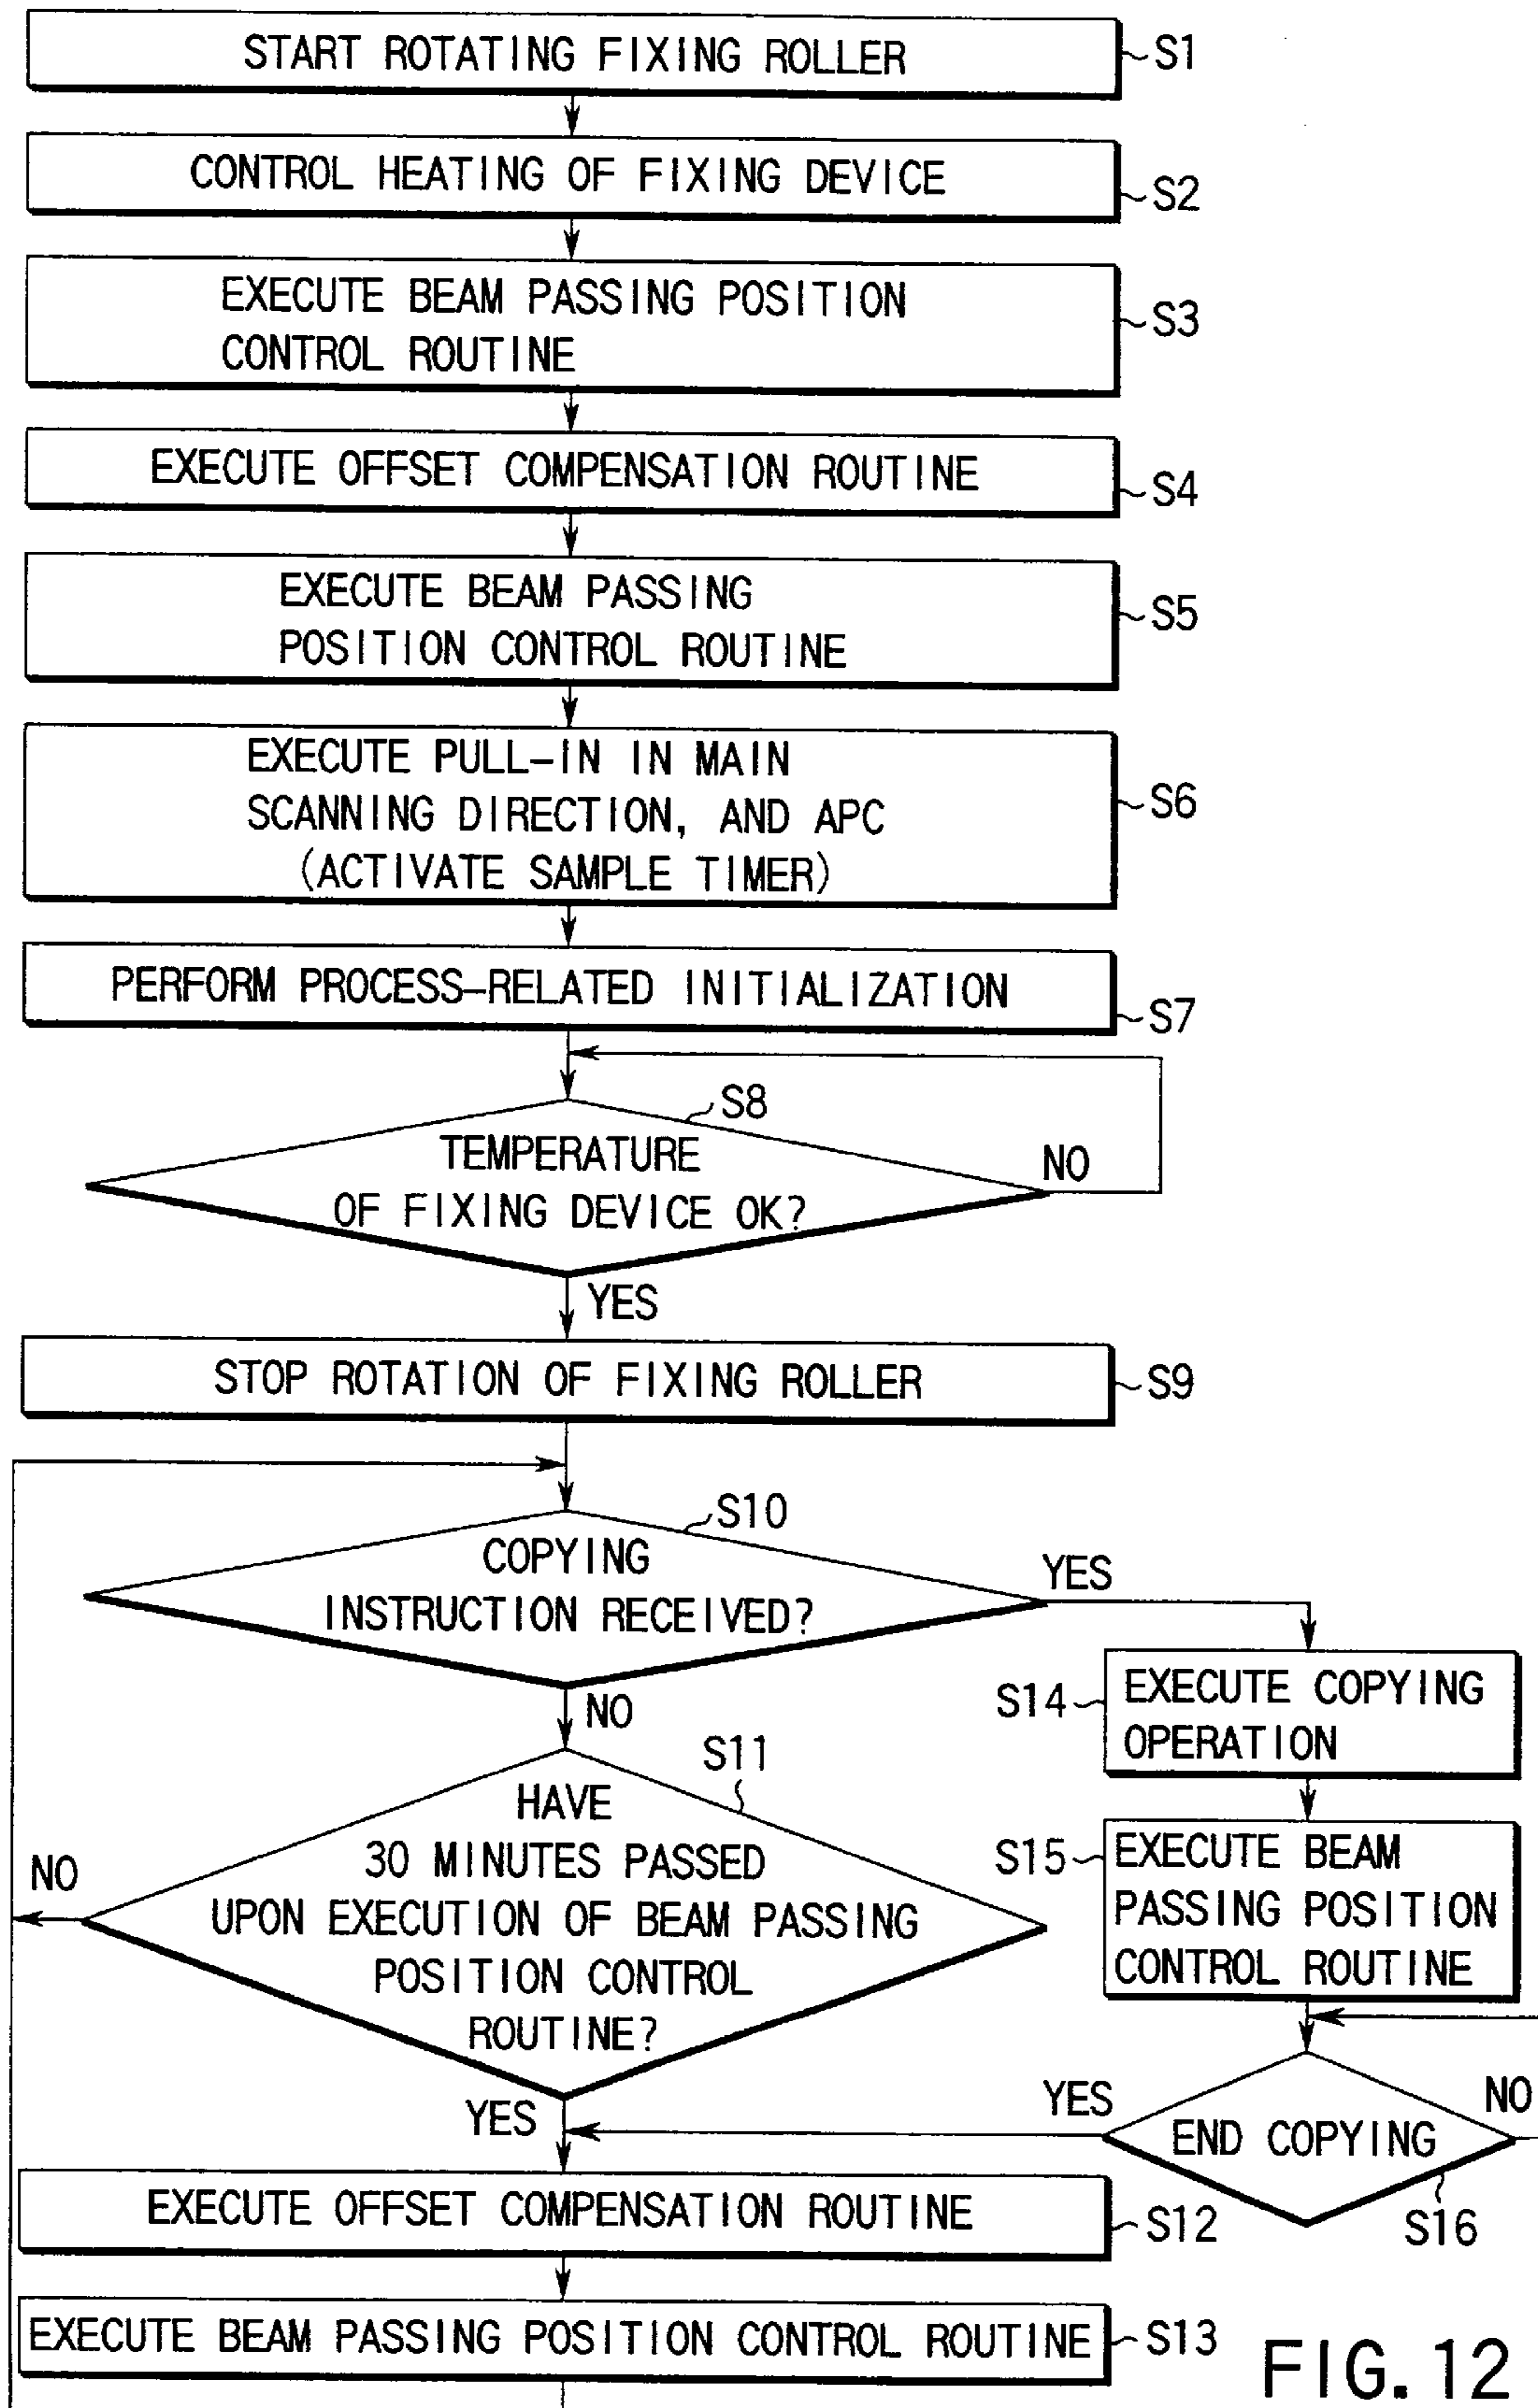 START ROTATING FIXING ROLLER
S1
CONTROL HEATING OF FIXING DEVICE
S2
EXECUTE BEAM PASSING POSITION
CONTROL ROUTINE
S3
EXECUTE OFFSET COMPENSATION ROUTINE
S4
EXECUTE BEAM PASSING
POSITION CONTROL ROUTINE
S5
EXECUTE PULL-IN IN MAIN
SCANNING DIRECTION, AND APC
(ACTIVATE SAMPLE TIMER)
S6
PERFORM PROCESS-RELATED INITIALIZATION
S7
S8
TEMPERATURE
OF FIXING DEVICE OK?
NO
YES
STOP ROTATION OF FIXING ROLLER
S9
S10
COPYING
INSTRUCTION RECEIVED?
YES
NO
S11
HAVE
30 MINUTES PASSED
UPON EXECUTION OF BEAM PASSING
POSITION CONTROL
ROUTINE?
NO
YES
S14
EXECUTE COPYING
OPERATION
S15
EXECUTE BEAM
PASSING POSITION
CONTROL ROUTINE
YES
NO
END COPYING
S16
EXECUTE OFFSET COMPENSATION ROUTINE
S12
EXECUTE BEAM PASSING POSITION CONTROL ROUTINE
S13
FIG. 12